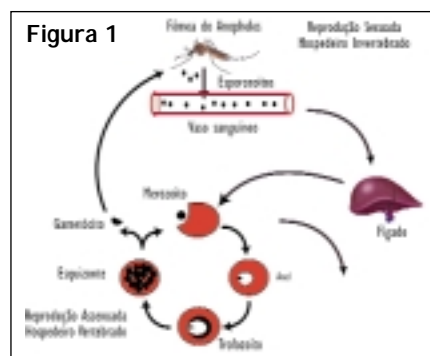 Figura 1
Fêmea do Anopheles
Reprodução Sexuada
Hospedeiro Invertebrado
Esporozoítos
Vaso sanguíneo
Merozoíto
Gametócito
Fígado
Esquizonte
Anel
Reprodução Assexuada
Hospedeiro Vertebrado
Trofozoíto